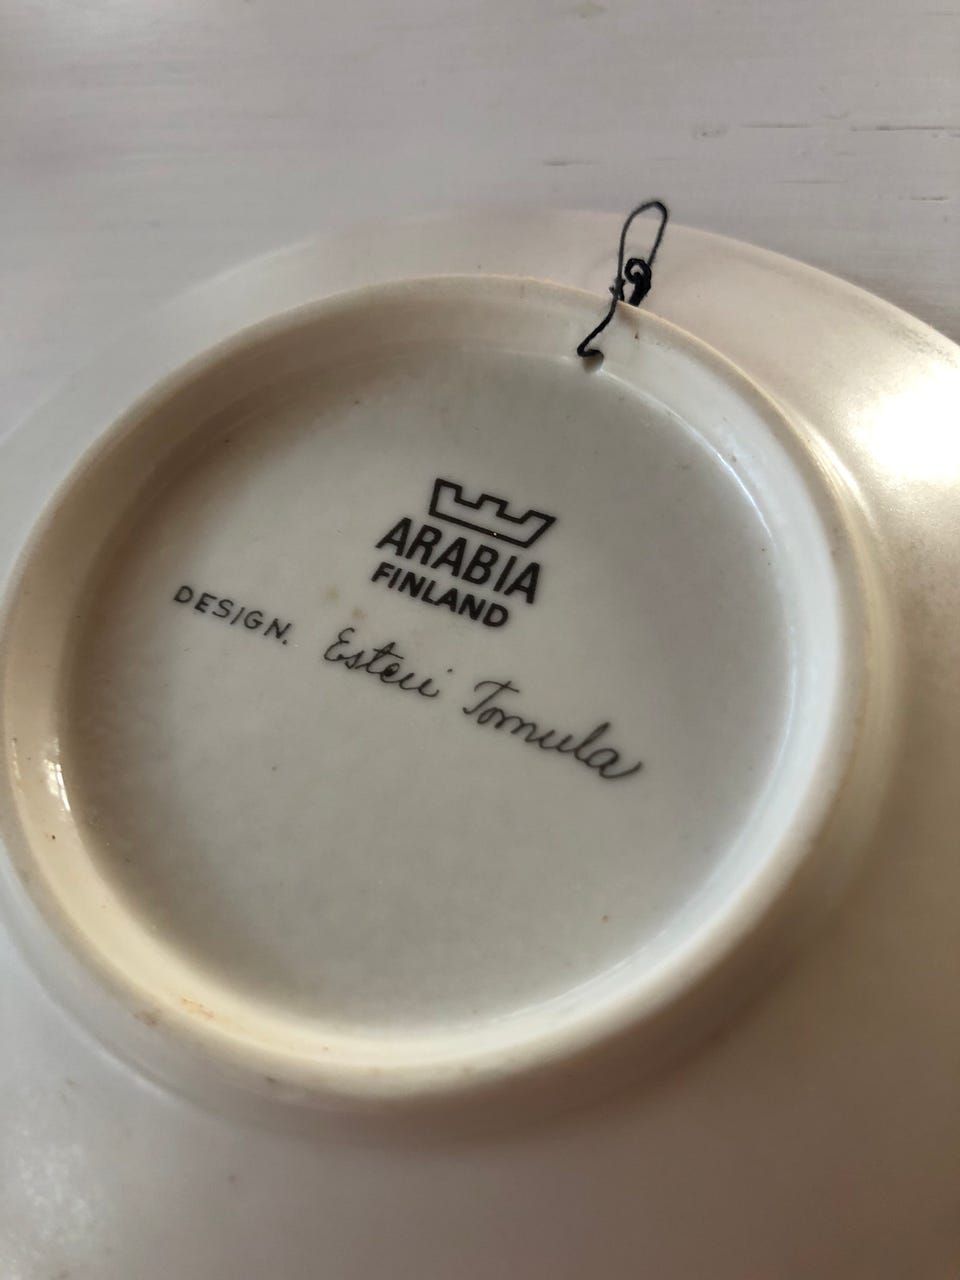 ARABIA
FINLAND
DESIGN. Esteri Tomula